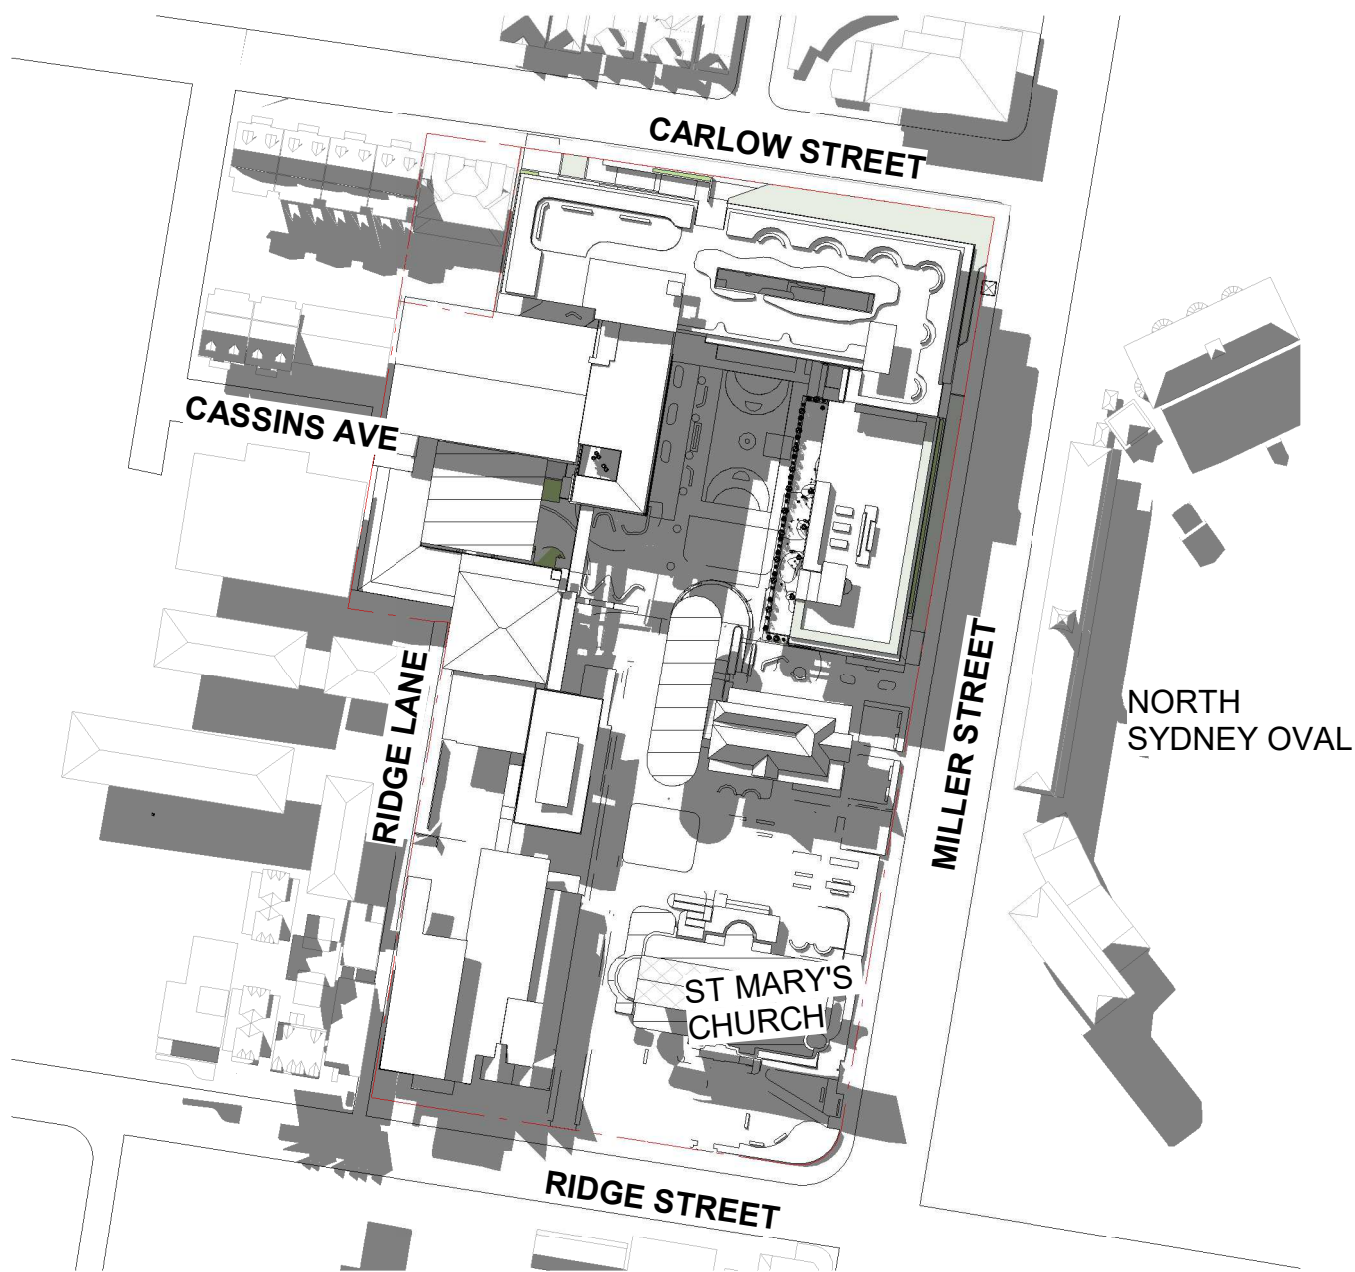 CARLOW STREET
CASSINS AVE
RIDGE LANE
MILLER STREET
NORTH
SYDNEY OVAL
ST MARY'S
CHURCH
RIDGE STREET